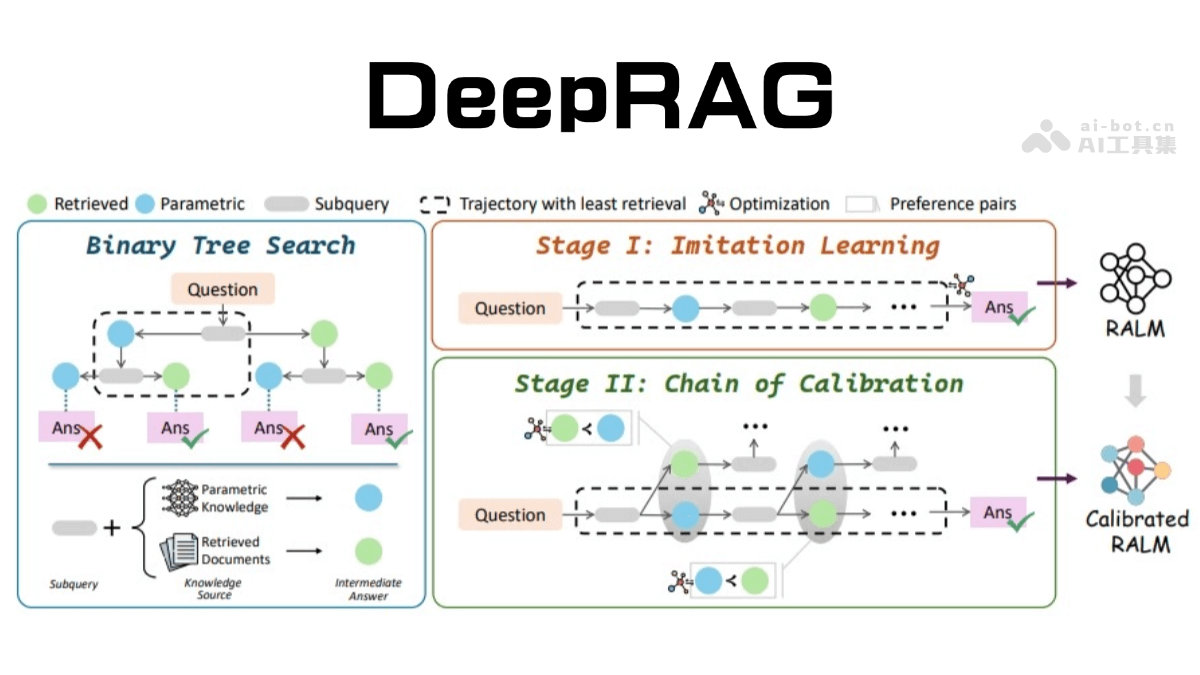 DeepRAG
ai-bot.cn
AI工具集
Retrieved Parametric Subquery Trajectory with least retrieval Optimization Preference pairs
Binary Tree Search
Question
Ans Ans Ans Ans
+
Parametric
Knowledge
Retrieved
Documents
Subquery
Knowledge
Source
Intermediate
Answer
Stage I: Imitation Learning
Question ... Ans
RALM
Stage II: Chain of Calibration
≺
... ...
Question ... Ans
≺
Calibrated
RALM